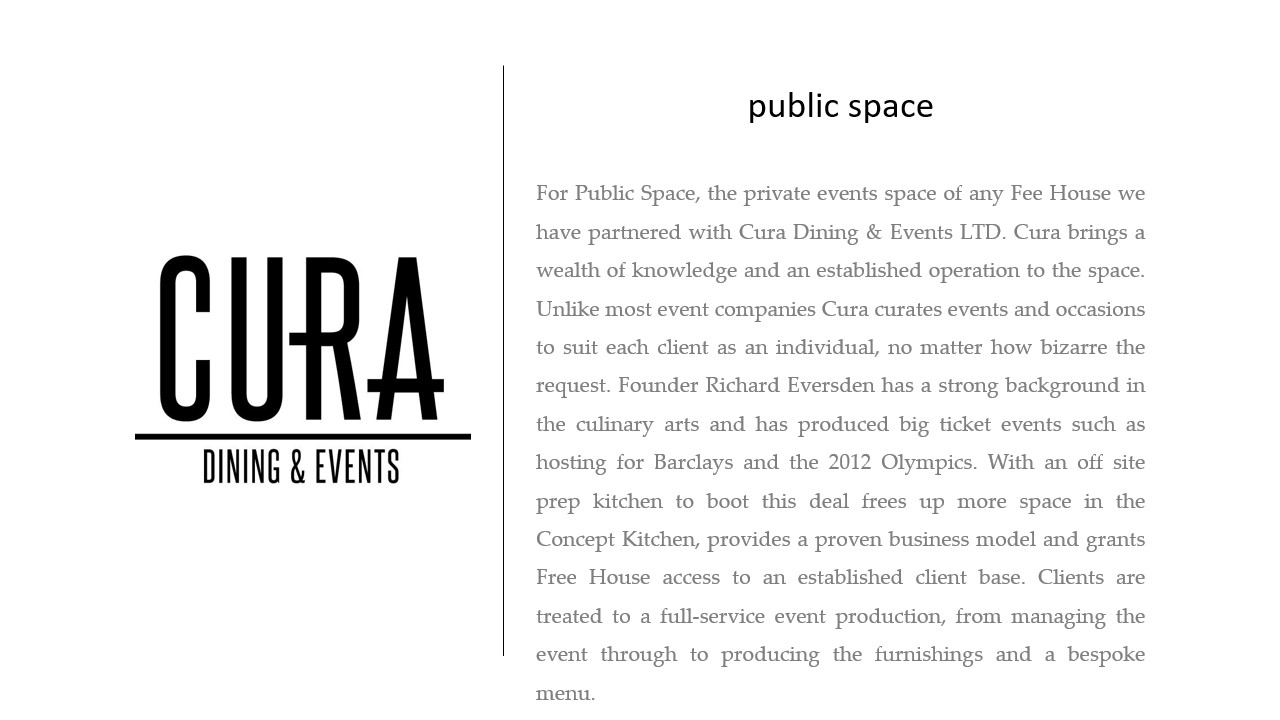 CURA
DINING & EVENTS
public space
For Public Space, the private events space of any Fee House we
have partnered with Cura Dining & Events LTD. Cura brings a
wealth of knowledge and an established operation to the space.
Unlike most event companies Cura curates events and occasions
to suit each client as an individual, no matter how bizarre the
request. Founder Richard Eversden has a strong background in
the culinary arts and has produced big ticket events such as
hosting for Barclays and the 2012 Olympics. With an off site
prep kitchen to boot this deal frees up more space in the
Concept Kitchen, provides a proven business model and grants
Free House access to an established client base. Clients are
treated to a full-service event production, from managing the
event through to producing the furnishings and a bespoke
menu.